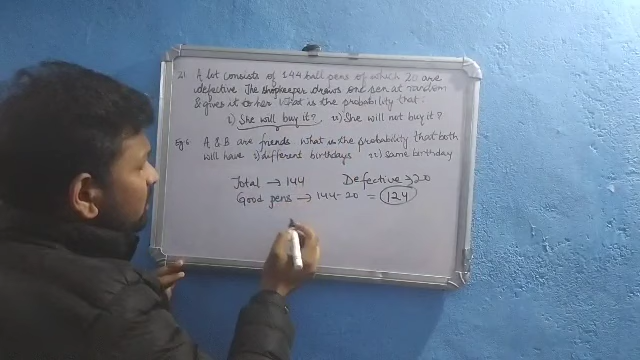 21 A lot consists of 144 ball pens of which 20 are
defective The shopkeeper draws one pen at random
& gives it to her What is the probability that:
i) She will buy it? ii) She will not buy it?
Eg 6 A & B are friends What is the probability that both
will have i) different birthdays ii) Same birthday
Total → 144 Defective → 20
Good pens → 144 - 20 = 124